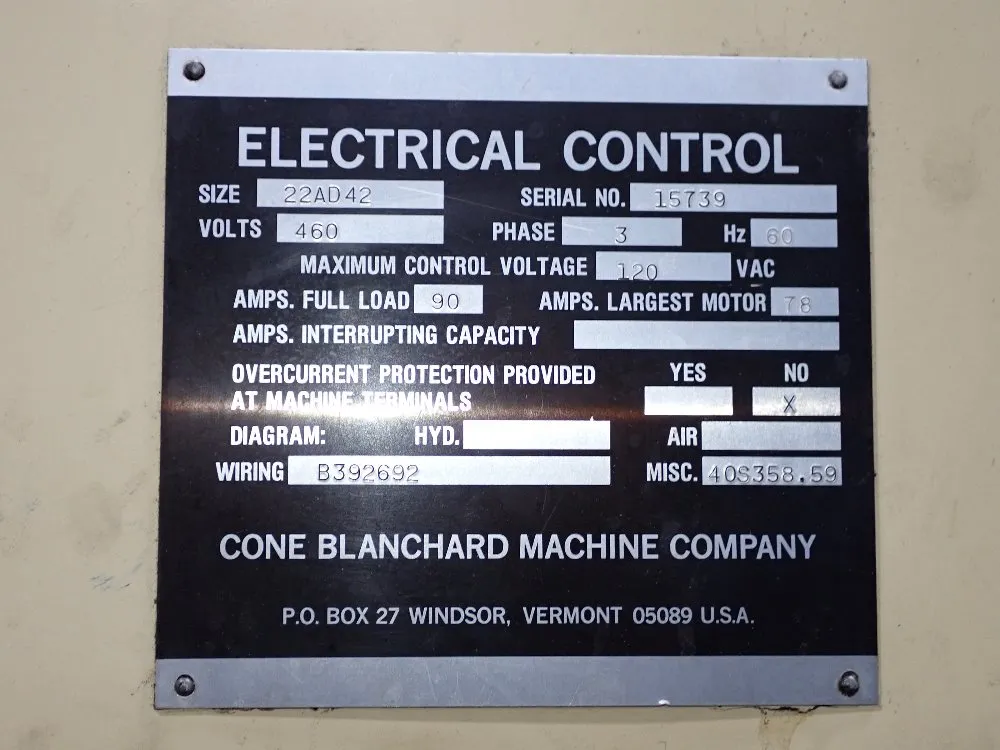 ELECTRICAL CONTROL
SIZE 22AD42 SERIAL NO. 15739
VOLTS 460 PHASE 3 Hz 60
MAXIMUM CONTROL VOLTAGE 120 VAC
AMPS. FULL LOAD 90 AMPS. LARGEST MOTOR 78
AMPS. INTERRUPTING CAPACITY
OVERCURRENT PROTECTION PROVIDED YES NO
AT MACHINE TERMINALS X
DIAGRAM: HYD. AIR
WIRING B392692 MISC. 40S358.59
CONE BLANCHARD MACHINE COMPANY
P.O. BOX 27 WINDSOR, VERMONT 05089 U.S.A.